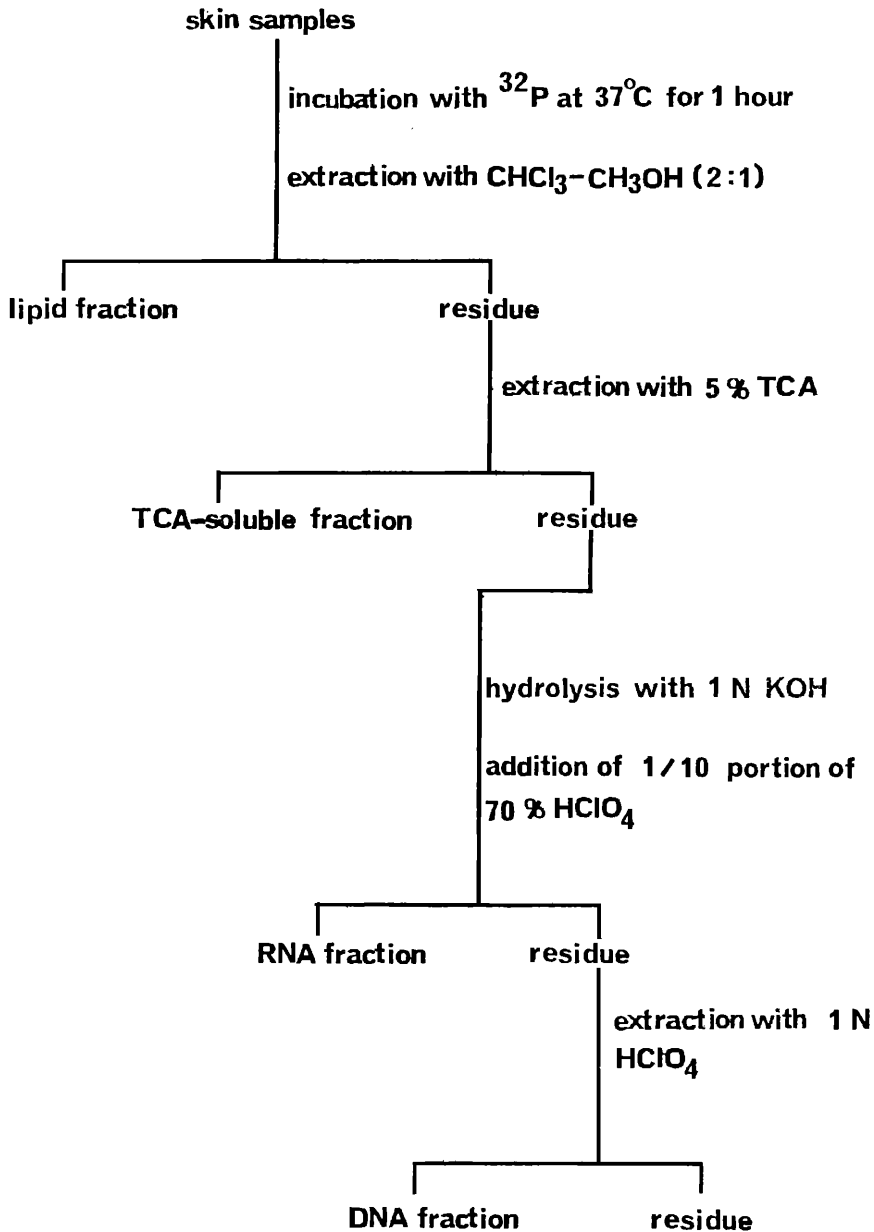 skin samples
incubation with ³²P at 37°C for 1 hour
extraction with CHCl₃-CH₃OH (2:1)
lipid fraction residue
extraction with 5 % TCA
TCA-soluble fraction residue
hydrolysis with 1 N KOH
addition of 1/10 portion of
70 % HClO₄
RNA fraction residue
extraction with 1 N
HClO₄
DNA fraction residue